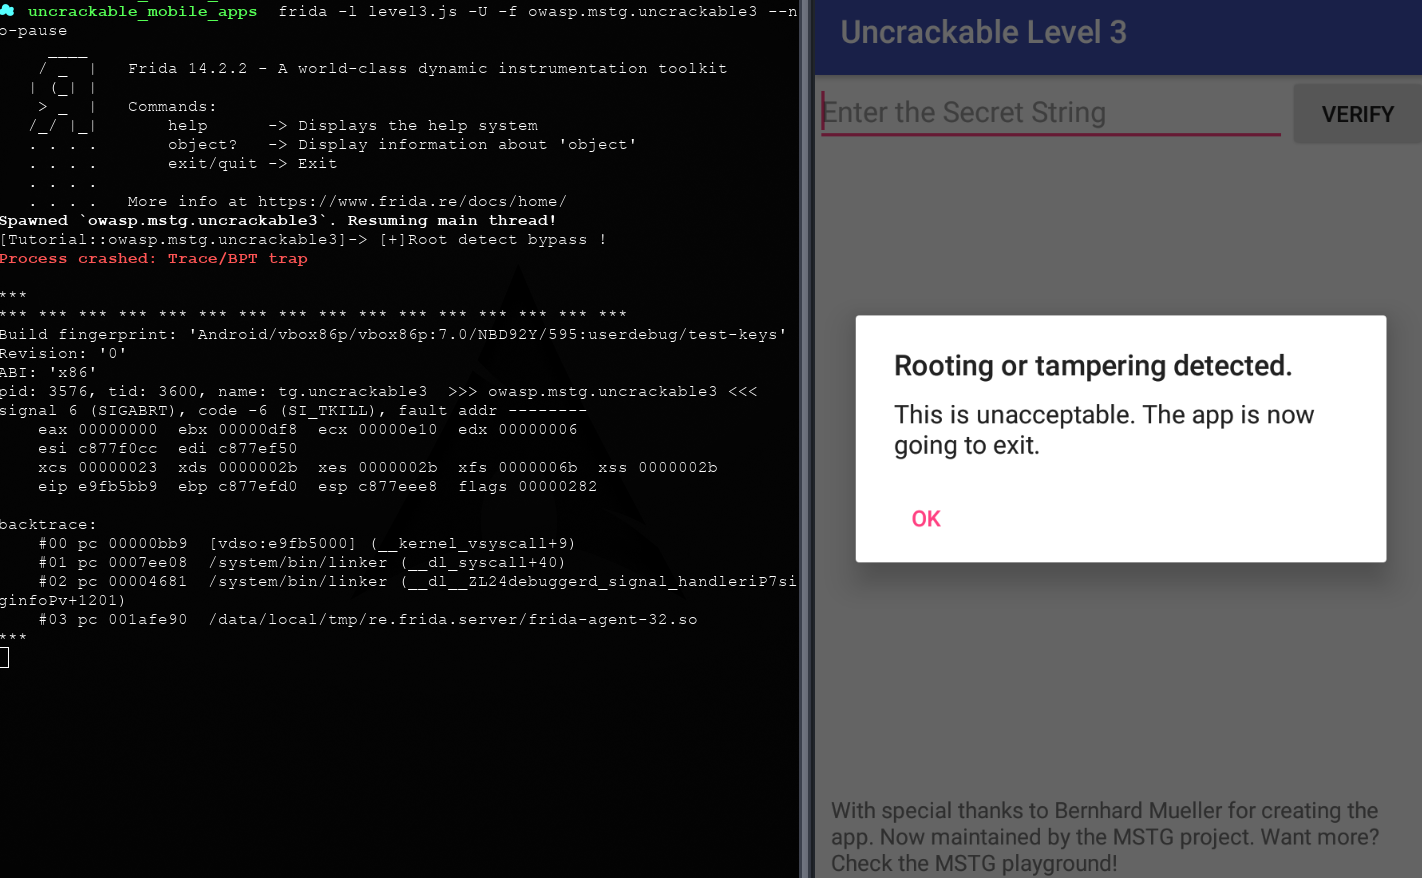 uncrackable_mobile_apps frida -l level3.js -U -f owasp.mstg.uncrackable3 --n
o-pause
____
/ _ | Frida 14.2.2 - A world-class dynamic instrumentation toolkit
| (_| |
> _ | Commands:
/_/ |_| help -> Displays the help system
. . . . object? -> Display information about 'object'
. . . . exit/quit -> Exit
. . . .
. . . . More info at https://www.frida.re/docs/home/
Spawned `owasp.mstg.uncrackable3`. Resuming main thread!
[Tutorial::owasp.mstg.uncrackable3]-> [+]Root detect bypass !
Process crashed: Trace/BPT trap
***
*** *** *** *** *** *** *** *** *** *** *** *** *** *** *** ***
Build fingerprint: 'Android/vbox86p/vbox86p:7.0/NBD92Y/595:userdebug/test-keys'
Revision: '0'
ABI: 'x86'
pid: 3576, tid: 3600, name: tg.uncrackable3 >>> owasp.mstg.uncrackable3 <<<
signal 6 (SIGABRT), code -6 (SI_TKILL), fault addr --------
eax 00000000 ebx 00000df8 ecx 00000e10 edx 00000006
esi c877f0cc edi c877ef50
xcs 00000023 xds 0000002b xes 0000002b xfs 0000006b xss 0000002b
eip e9fb5bb9 ebp c877efd0 esp c877eee8 flags 00000282
backtrace:
#00 pc 00000bb9 [vdso:e9fb5000] (__kernel_vsyscall+9)
#01 pc 0007ee08 /system/bin/linker (__dl_syscall+40)
#02 pc 00004681 /system/bin/linker (__dl__ZL24debuggerd_signal_handleriP7si
ginfoPv+1201)
#03 pc 001afe90 /data/local/tmp/re.frida.server/frida-agent-32.so
***
Uncrackable Level 3
Enter the Secret String
VERIFY
Rooting or tampering detected.
This is unacceptable. The app is now
going to exit.
OK
With special thanks to Bernhard Mueller for creating the
app. Now maintained by the MSTG project. Want more?
Check the MSTG playground!